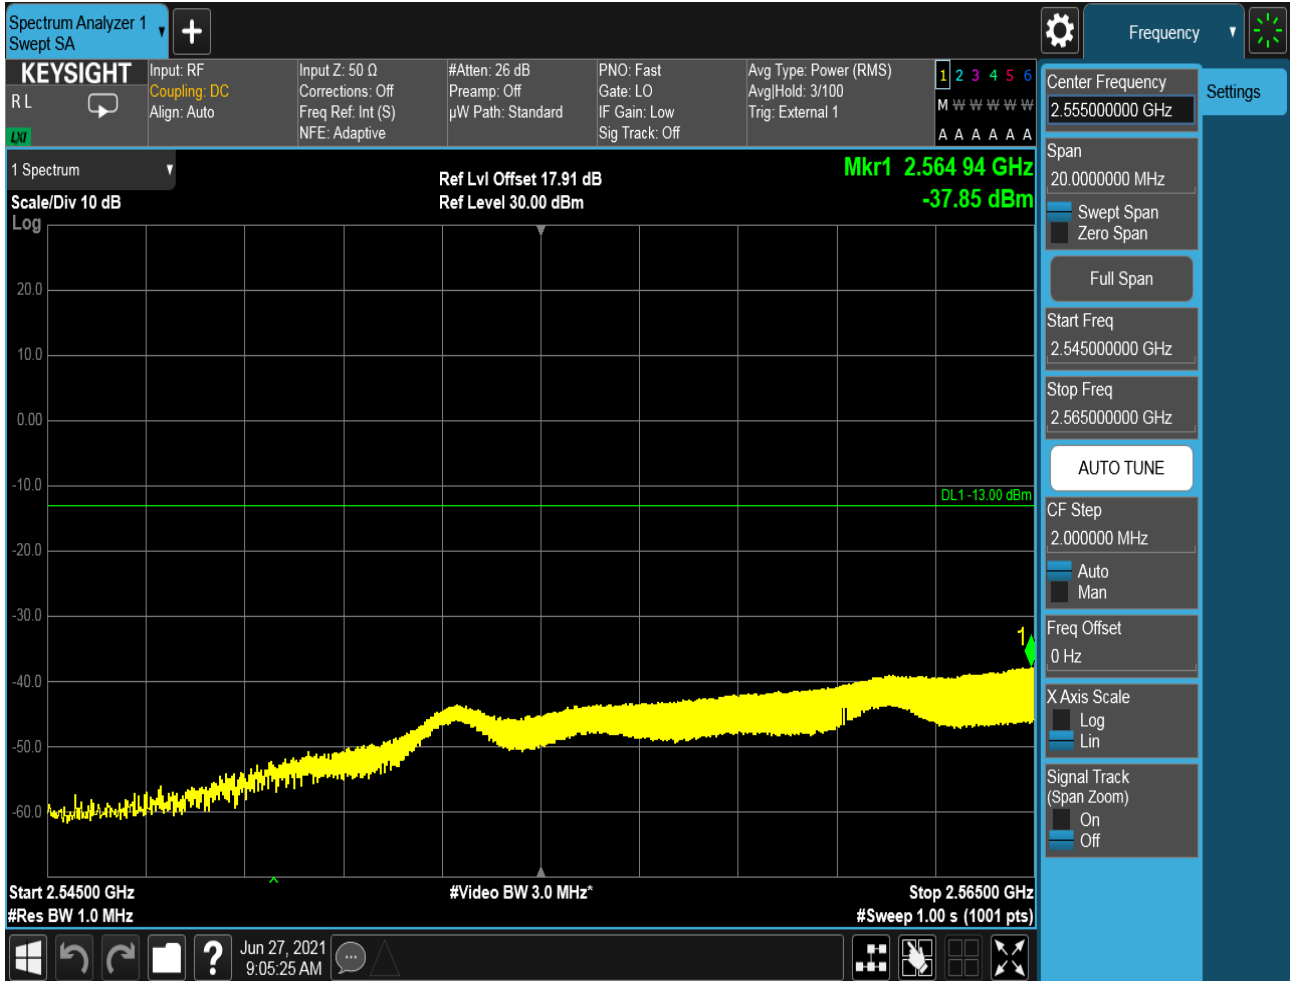 Spectrum Analyzer 1
Swept SA
Frequency
KEYSIGHT
R L
LXI
Input: RF
Coupling: DC
Align: Auto
Input Z: 50 Ω
Corrections: Off
Freq Ref: Int (S)
NFE: Adaptive
#Atten: 26 dB
Preamp: Off
µW Path: Standard
PNO: Fast
Gate: LO
IF Gain: Low
Sig Track: Off
Avg Type: Power (RMS)
Avg|Hold: 3/100
Trig: External 1
1 2 3 4 5 6
M W W W W W
A A A A A A
1 Spectrum
Scale/Div 10 dB
Log
Ref Lvl Offset 17.91 dB
Ref Level 30.00 dBm
Mkr1 2.564 94 GHz
-37.85 dBm
20.0
10.0
0.00
-10.0
DL1 -13.00 dBm
-20.0
-30.0
1
-40.0
-50.0
-60.0
Start 2.54500 GHz
#Res BW 1.0 MHz
#Video BW 3.0 MHz*
Stop 2.56500 GHz
#Sweep 1.00 s (1001 pts)
Center Frequency
2.555000000 GHz
Span
20.0000000 MHz
Swept Span
Zero Span
Full Span
Start Freq
2.545000000 GHz
Stop Freq
2.565000000 GHz
AUTO TUNE
CF Step
2.000000 MHz
Auto
Man
Freq Offset
0 Hz
X Axis Scale
Log
Lin
Signal Track
(Span Zoom)
On
Off
Settings
?
Jun 27, 2021
9:05:25 AM